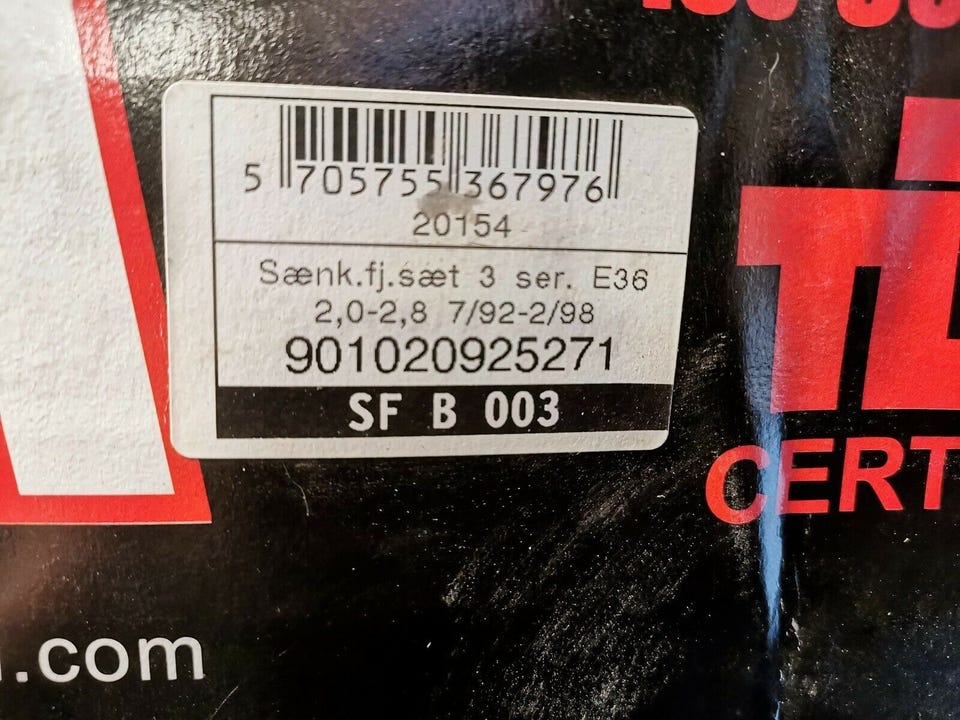 5 705755 367976
20154
Sænk.fj.sæt 3 ser. E36
2,0-2,8 7/92-2/98
901020925271
SF B 003
CERT
.com